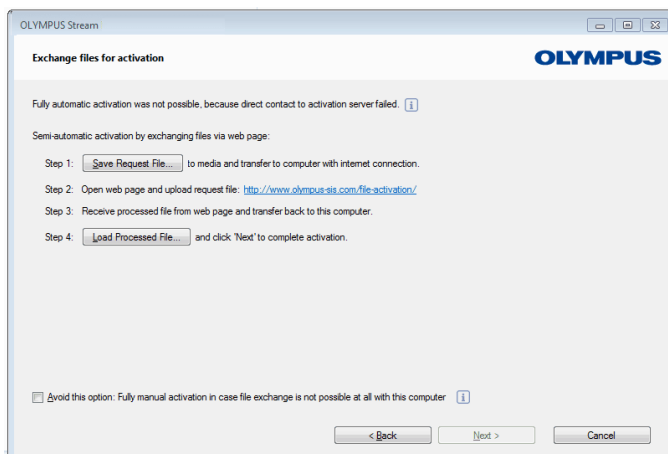 OLYMPUS Stream
Exchange files for activation
OLYMPUS
Fully automatic activation was not possible, because direct contact to activation server failed. i
Semi-automatic activation by exchanging files via web page:
Step 1: Save Request File... to media and transfer to computer with internet connection.
Step 2: Open web page and upload request file: http://www.olympus-sis.com/file-activation/
Step 3: Receive processed file from web page and transfer back to this computer.
Step 4: Load Processed File... and click 'Next' to complete activation.
Avoid this option: Fully manual activation in case file exchange is not possible at all with this computer i
< Back Next > Cancel